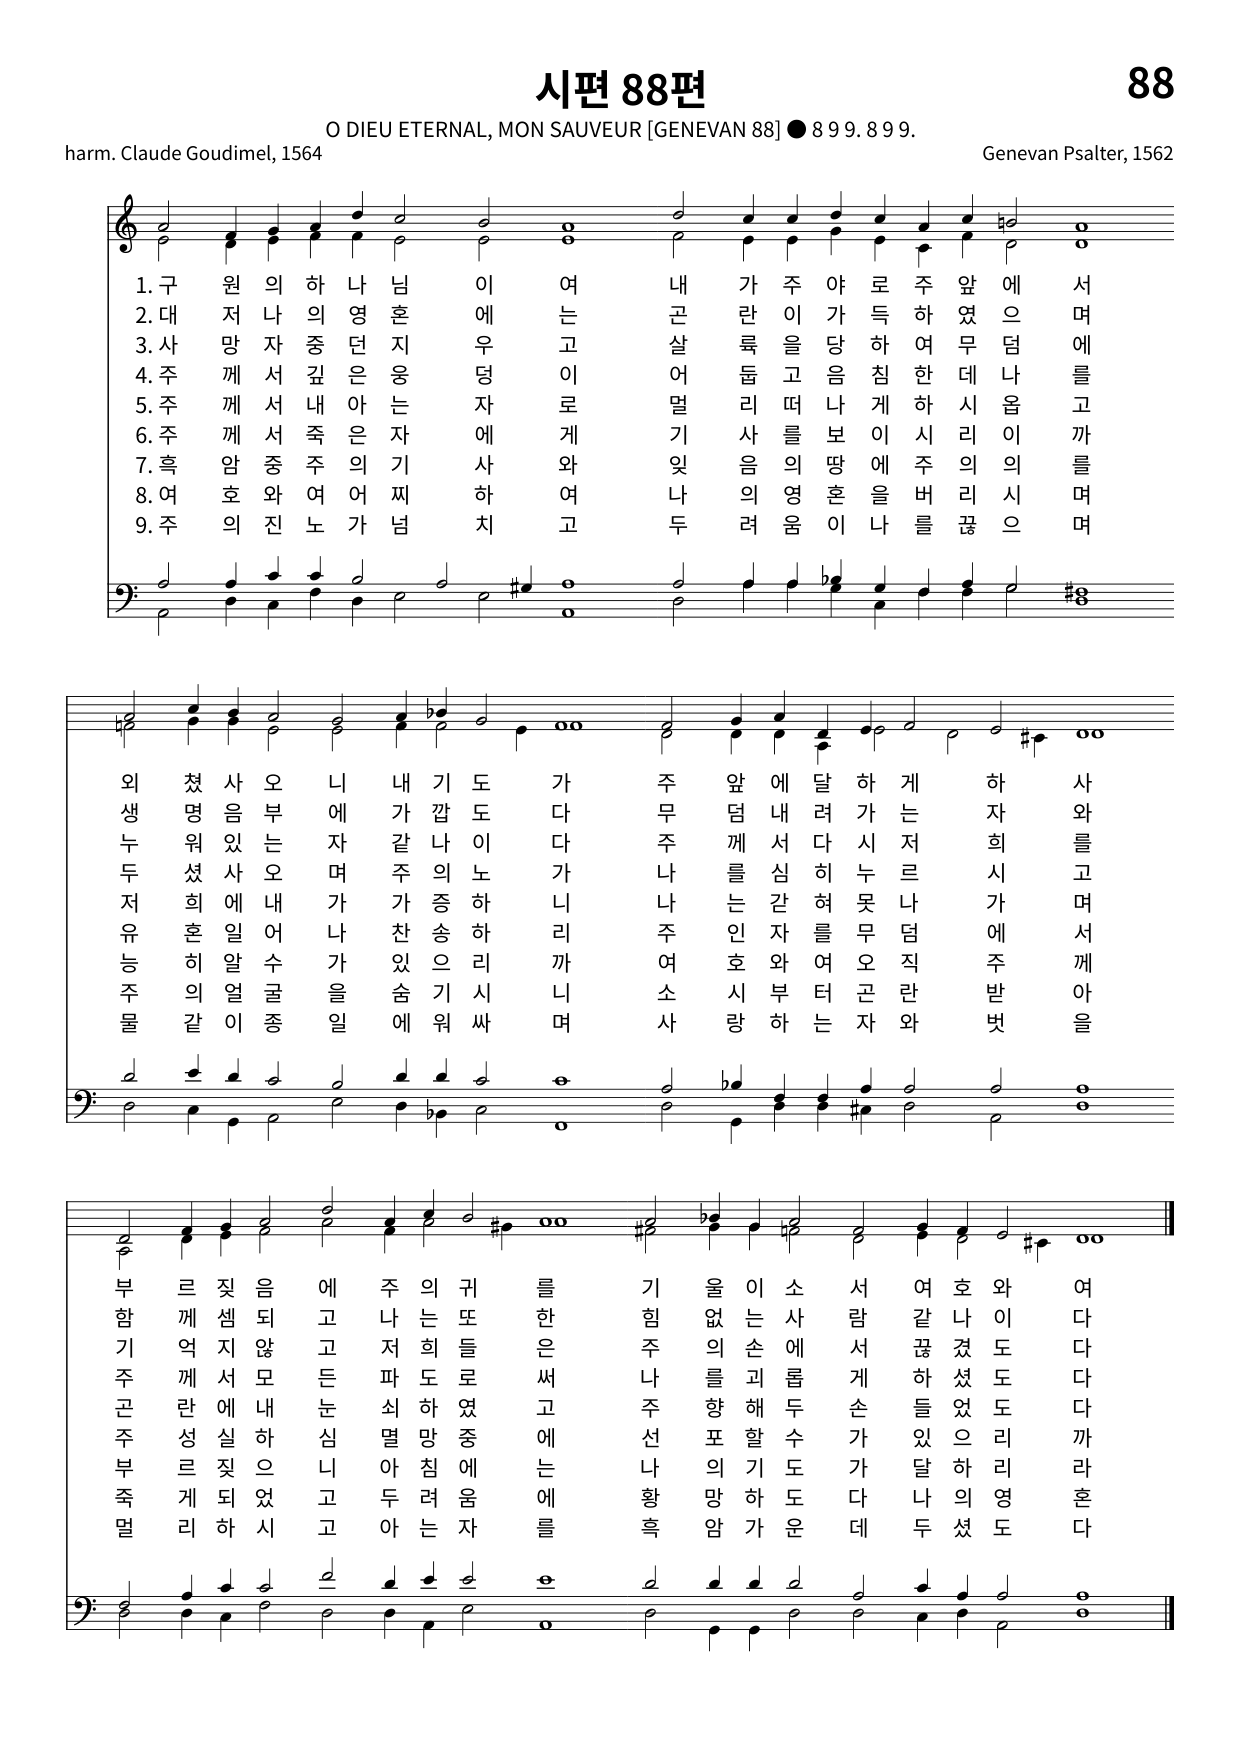 시편 88편
88
O DIEU ETERNAL, MON SAUVEUR [GENEVAN 88] ● 8 9 9. 8 9 9.
harm. Claude Goudimel, 1564
Genevan Psalter, 1562
1. 구 원 의 하 나 님 이 여 내 가 주 야 로 주 앞 에 서
2. 대 저 나 의 영 혼 에 는 곤 란 이 가 득 하 였 으 며
3. 사 망 자 중 던 지 우 고 살 륙 을 당 하 여 무 덤 에
4. 주 께 서 깊 은 웅 덩 이 어 둡 고 음 침 한 데 나 를
5. 주 께 서 내 아 는 자 로 멀 리 떠 나 게 하 시 옵 고
6. 주 께 서 죽 은 자 에 게 기 사 를 보 이 시 리 이 까
7. 흑 암 중 주 의 기 사 와 잊 음 의 땅 에 주 의 의 를
8. 여 호 와 여 어 찌 하 여 나 의 영 혼 을 버 리 시 며
9. 주 의 진 노 가 넘 치 고 두 려 움 이 나 를 끊 으 며
외 쳤 사 오 니 내 기 도 가 주 앞 에 달 하 게 하 사
생 명 음 부 에 가 깝 도 다 무 덤 내 려 가 는 자 와
누 워 있 는 자 같 나 이 다 주 께 서 다 시 저 희 를
두 셨 사 오 며 주 의 노 가 나 를 심 히 누 르 시 고
저 희 에 내 가 가 증 하 니 나 는 갇 혀 못 나 가 며
유 혼 일 어 나 찬 송 하 리 주 인 자 를 무 덤 에 서
능 히 알 수 가 있 으 리 까 여 호 와 여 오 직 주 께
주 의 얼 굴 을 숨 기 시 니 소 시 부 터 곤 란 받 아
물 같 이 종 일 에 워 싸 며 사 랑 하 는 자 와 벗 을
부 르 짖 음 에 주 의 귀 를 기 울 이 소 서 여 호 와 여
함 께 셈 되 고 나 는 또 한 힘 없 는 사 람 같 나 이 다
기 억 지 않 고 저 희 들 은 주 의 손 에 서 끊 겼 도 다
주 께 서 모 든 파 도 로 써 나 를 괴 롭 게 하 셨 도 다
곤 란 에 내 눈 쇠 하 였 고 주 향 해 두 손 들 었 도 다
주 성 실 하 심 멸 망 중 에 선 포 할 수 가 있 으 리 까
부 르 짖 으 니 아 침 에 는 나 의 기 도 가 달 하 리 라
죽 게 되 었 고 두 려 움 에 황 망 하 도 다 나 의 영 혼
멀 리 하 시 고 아 는 자 를 흑 암 가 운 데 두 셨 도 다